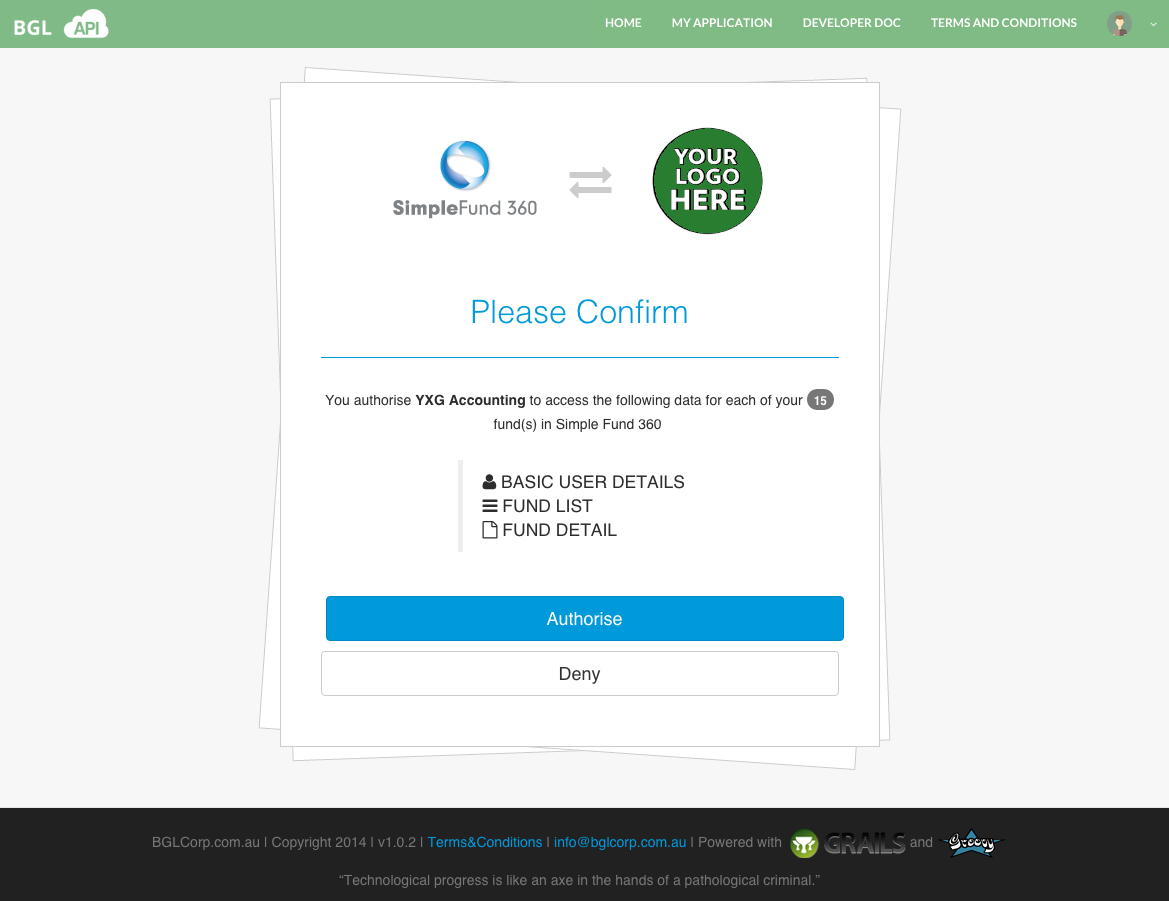 BGL API
HOME MY APPLICATION DEVELOPER DOC TERMS AND CONDITIONS
YOUR
LOGO
HERE
SimpleFund 360
Please Confirm
You authorise YXG Accounting to access the following data for each of your 15
fund(s) in Simple Fund 360
BASIC USER DETAILS
FUND LIST
FUND DETAIL
Authorise
Deny
BGLCorp.com.au | Copyright 2014 | v1.0.2 | Terms&Conditions | info@bglcorp.com.au | Powered with GRAILS and Groovy
“Technological progress is like an axe in the hands of a pathological criminal.”